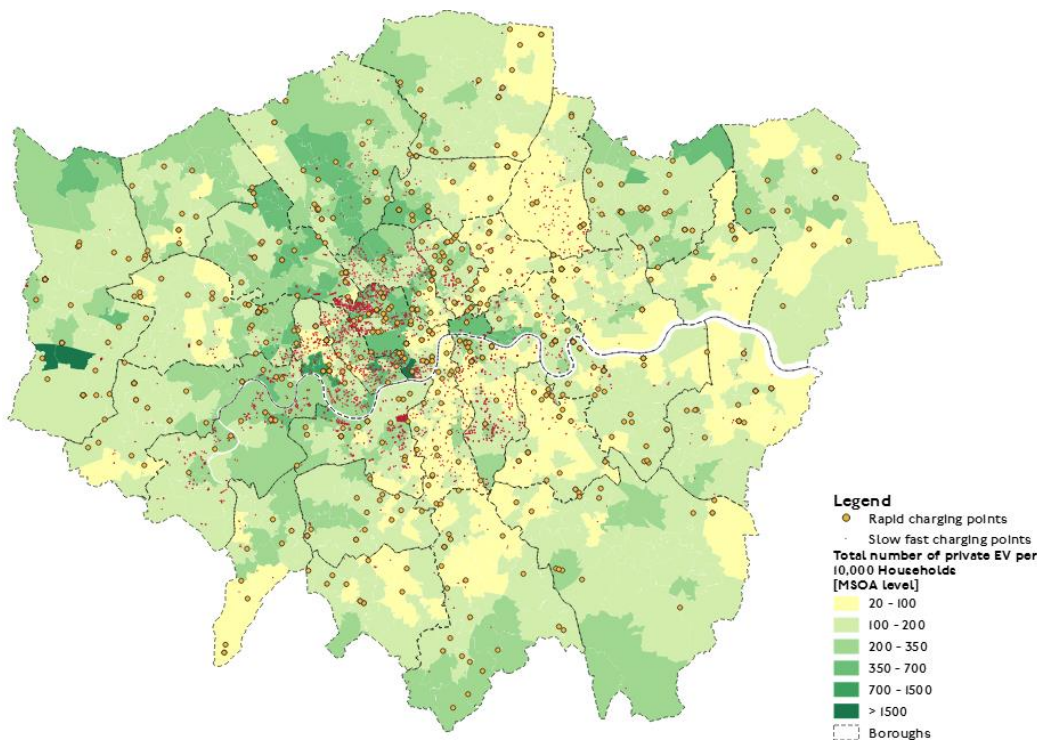 Legend
Rapid charging points
Slow fast charging points
Total number of private EV per
10,000 Households
[MSOA level]
20 - 100
100 - 200
200 - 350
350 - 700
700 - 1500
> 1500
Boroughs